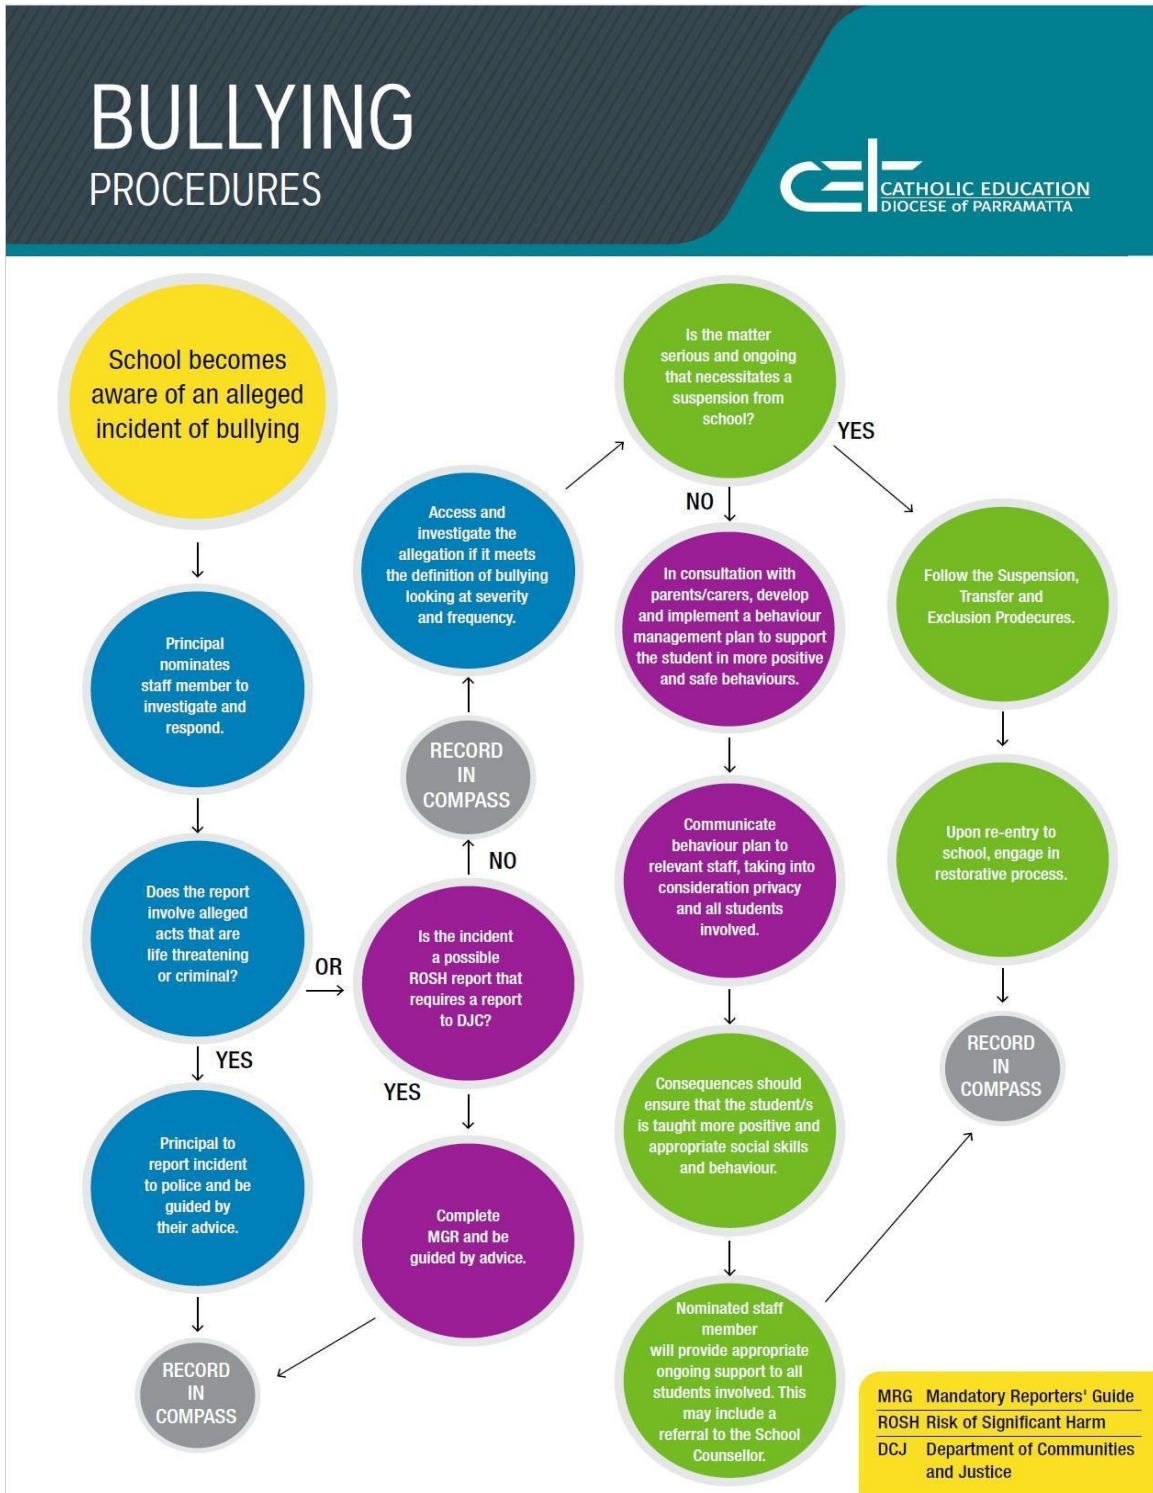 BULLYING
PROCEDURES
CATHOLIC EDUCATION
DIOCESE of PARRAMATTA
School becomes
aware of an alleged
incident of bullying
Principal
nominates
staff member to
investigate and
respond.
Does the report
involve alleged
acts that are
life threatening
or criminal?
OR
YES
Principal to
report incident
to police and be
guided by
their advice.
RECORD
IN
COMPASS
Is the incident
a possible
ROSH report that
requires a report
to DJC?
YES
Complete
MGR and be
guided by advice.
NO
RECORD
IN
COMPASS
Access and
investigate the
allegation if it meets
the definition of bullying
looking at severity
and frequency.
Is the matter
serious and ongoing
that necessitates a
suspension from
school?
NO
In consultation with
parents/carers, develop
and implement a behaviour
management plan to support
the student in more positive
and safe behaviours.
Communicate
behaviour plan to
relevant staff, taking into
consideration privacy
and all students
involved.
Consequences should
ensure that the student/s
is taught more positive and
appropriate social skills
and behaviour.
Nominated staff
member
will provide appropriate
ongoing support to all
students involved. This
may include a
referral to the School
Counsellor.
YES
Follow the Suspension,
Transfer and
Exclusion Prodecures.
Upon re-entry to
school, engage in
restorative process.
RECORD
IN
COMPASS
MRG Mandatory Reporters' Guide
ROSH Risk of Significant Harm
DCJ Department of Communities
and Justice